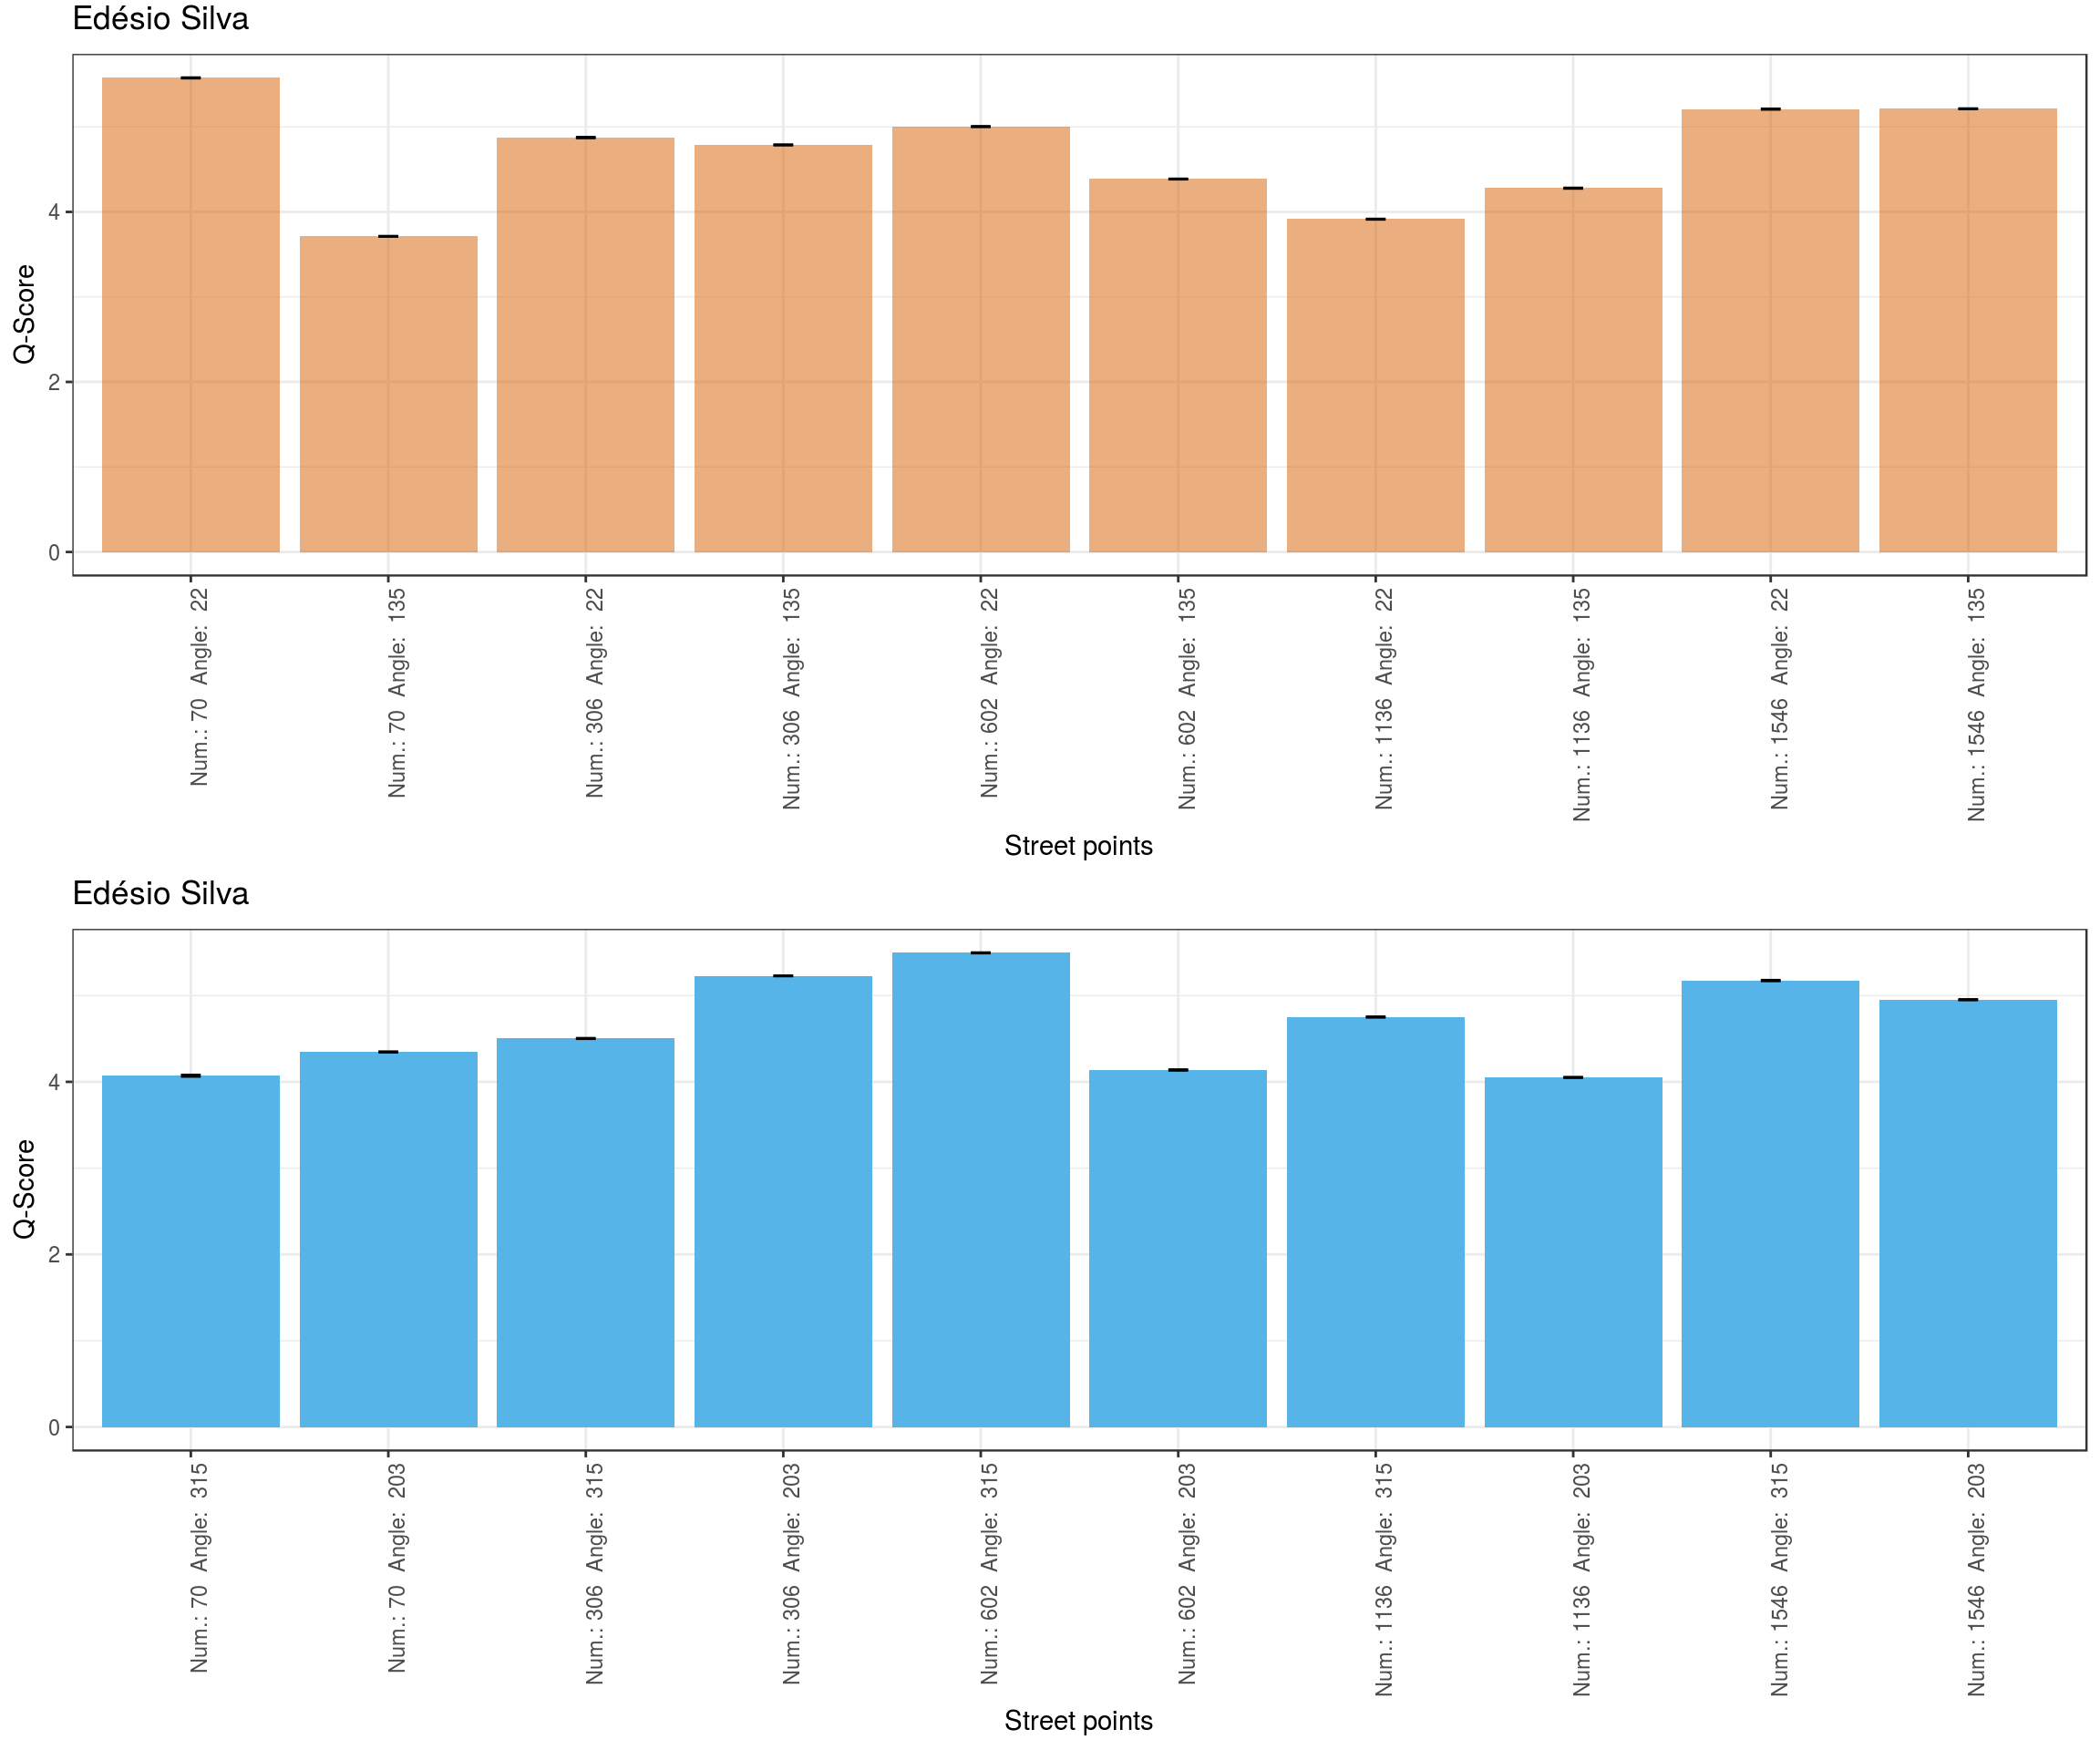 Edésio Silva
Q-Score
4
2
0
Num.: 70 Angle: 22
Num.: 70 Angle: 135
Num.: 306 Angle: 22
Num.: 306 Angle: 135
Num.: 602 Angle: 22
Num.: 602 Angle: 135
Num.: 1136 Angle: 22
Num.: 1136 Angle: 135
Num.: 1546 Angle: 22
Num.: 1546 Angle: 135
Street points
Edésio Silva
Q-Score
4
2
0
Num.: 70 Angle: 315
Num.: 70 Angle: 203
Num.: 306 Angle: 315
Num.: 306 Angle: 203
Num.: 602 Angle: 315
Num.: 602 Angle: 203
Num.: 1136 Angle: 315
Num.: 1136 Angle: 203
Num.: 1546 Angle: 315
Num.: 1546 Angle: 203
Street points